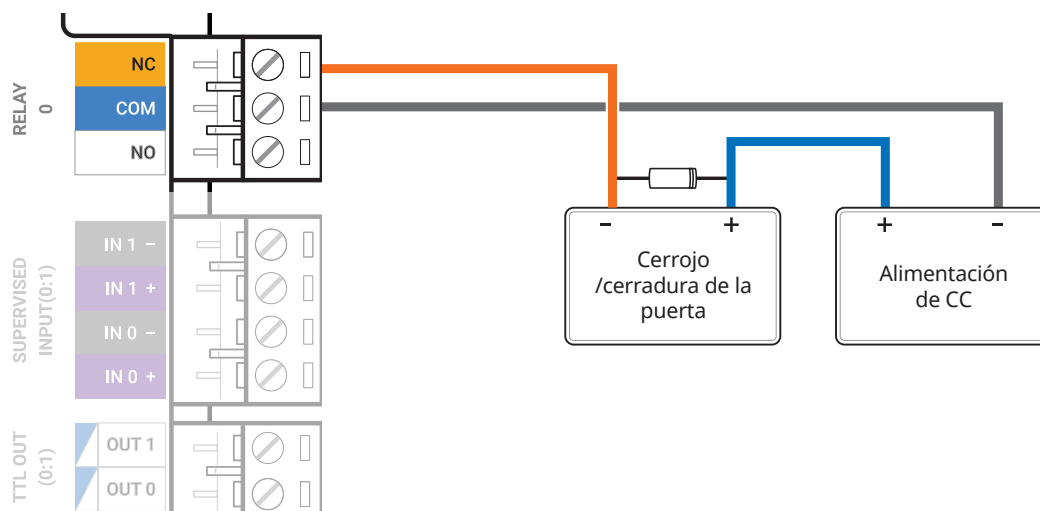 RELAY
0
NC
COM
NO
SUPERVISED
INPUT(0:1)
IN 1 −
IN 1 +
IN 0 −
IN 0 +
TTL OUT
(0:1)
OUT 1
OUT 0
- +
Cerrojo
/cerradura de la
puerta
+ -
Alimentación
de CC